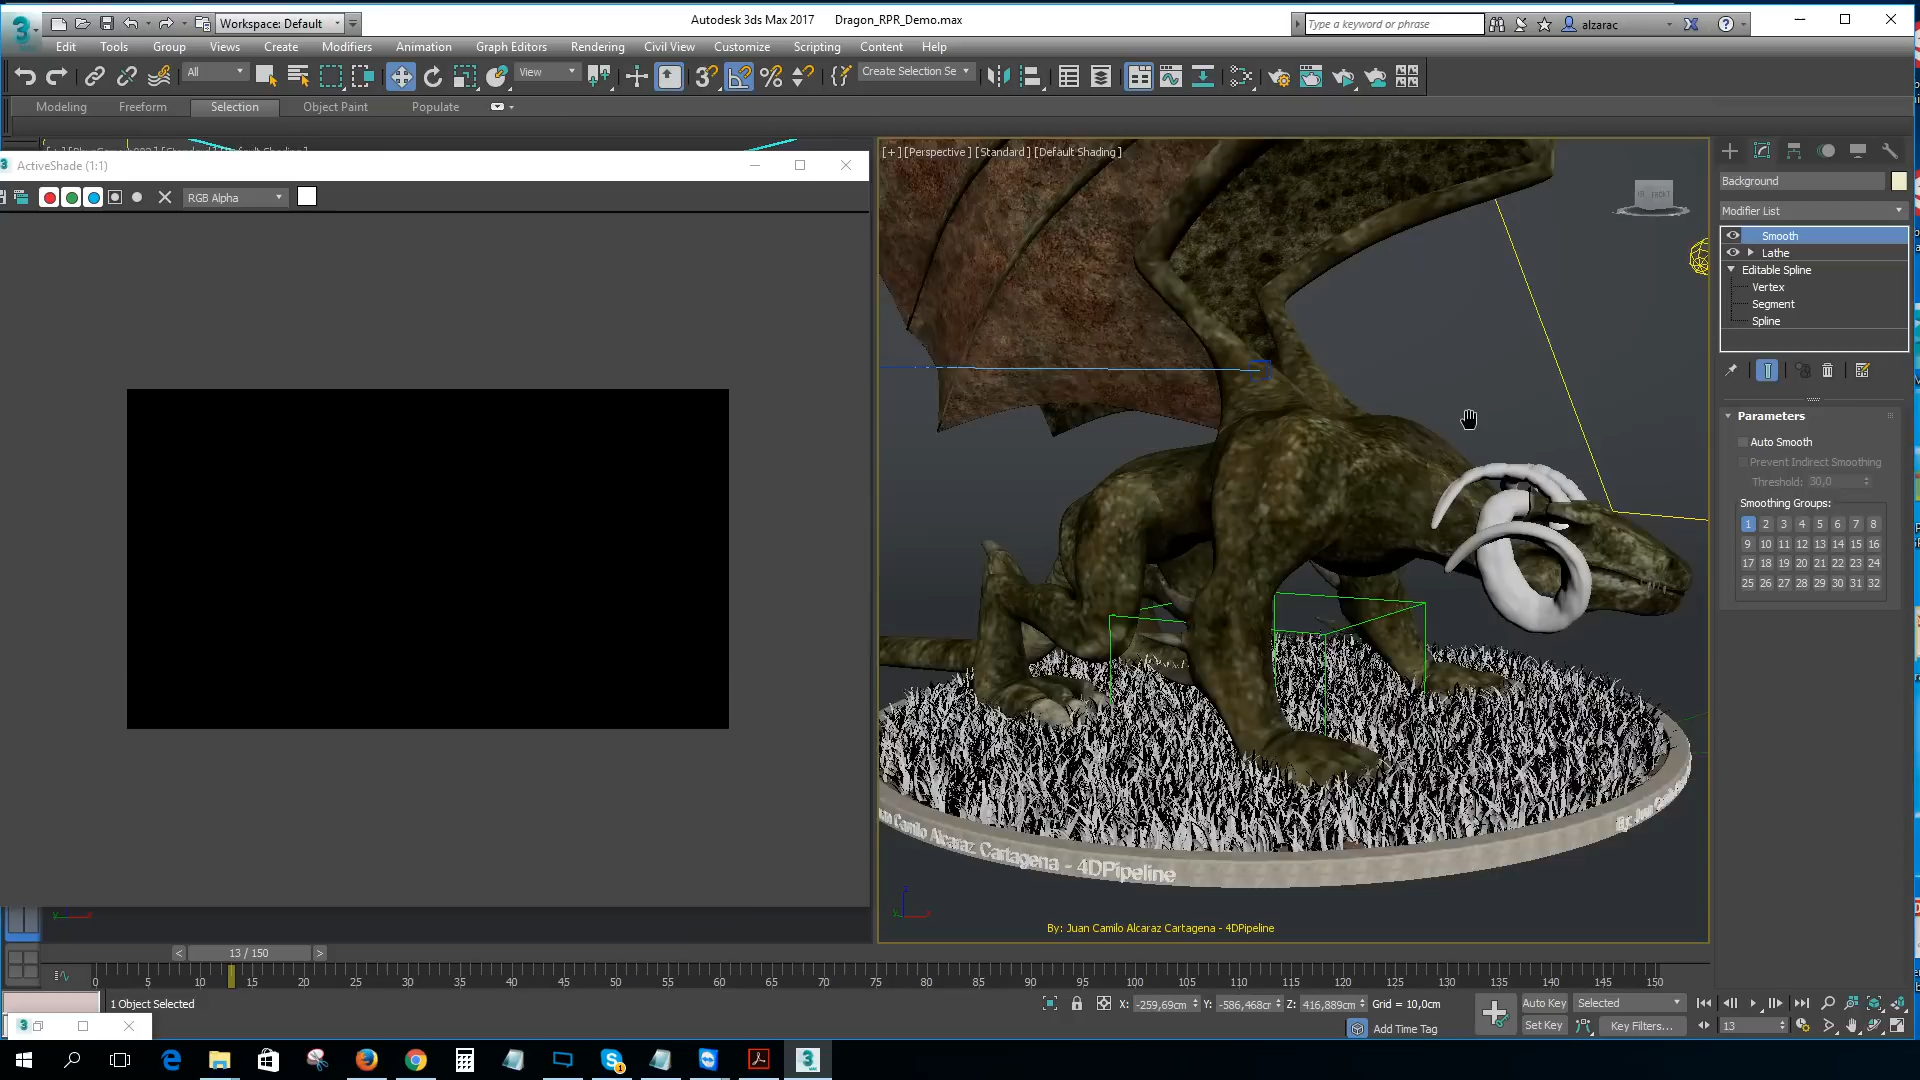 Workspace: Default
Autodesk 3ds Max 2017 Dragon_RPR_Demo.max
Type a keyword or phrase
alzarac
Edit Tools Group Views Create Modifiers Animation Graph Editors Rendering Civil View Customize Scripting Content Help
All
View
3
Create Selection Se
Modeling Freeform Selection Object Paint Populate
ActiveShade (1:1)
RGB Alpha
[+] [Perspective] [Standard] [Default Shading]
FRONT
Background
Modifier List
Smooth
Lathe
Editable Spline
Vertex
Segment
Spline
Parameters
Auto Smooth
Prevent Indirect Smoothing
Threshold: 30,0
Smoothing Groups:
1 2 3 4 5 6 7 8
9 10 11 12 13 14 15 16
17 18 19 20 21 22 23 24
25 26 27 28 29 30 31 32
Juan Camilo Alcaraz Cartagena - 4DPipeline
By: Juan Camilo Alcaraz Cartagena - 4DPipeline
13 / 150
0 5 10 15 20 25 30 35 40 45 50 55 60 65 70 75 80 85 90 95 100 105 110 115 120 125 130 135 140 145 150
1 Object Selected
X: -259,69cm Y: -586,468cm Z: 416,889cm Grid = 10,0cm
Add Time Tag
Auto Key Selected
Set Key Key Filters...
13